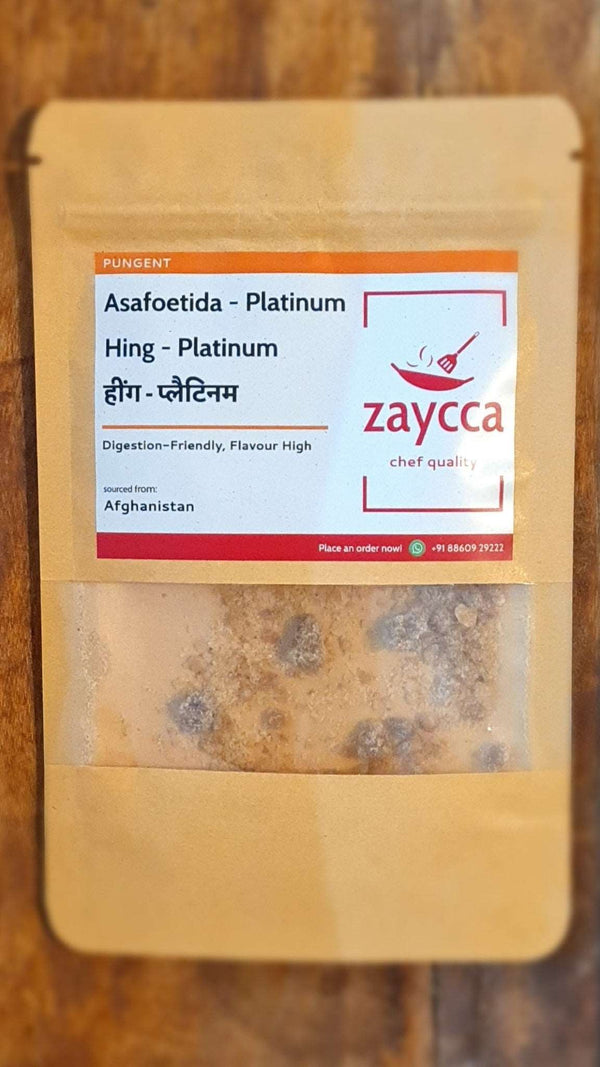 PUNGENT
Asafoetida - Platinum
Hing - Platinum
हींग - प्लैटिनम
Digestion-Friendly, Flavour High
sourced from:
Afghanistan
zaycca
chef quality
Place an order now! +91 88609 29222